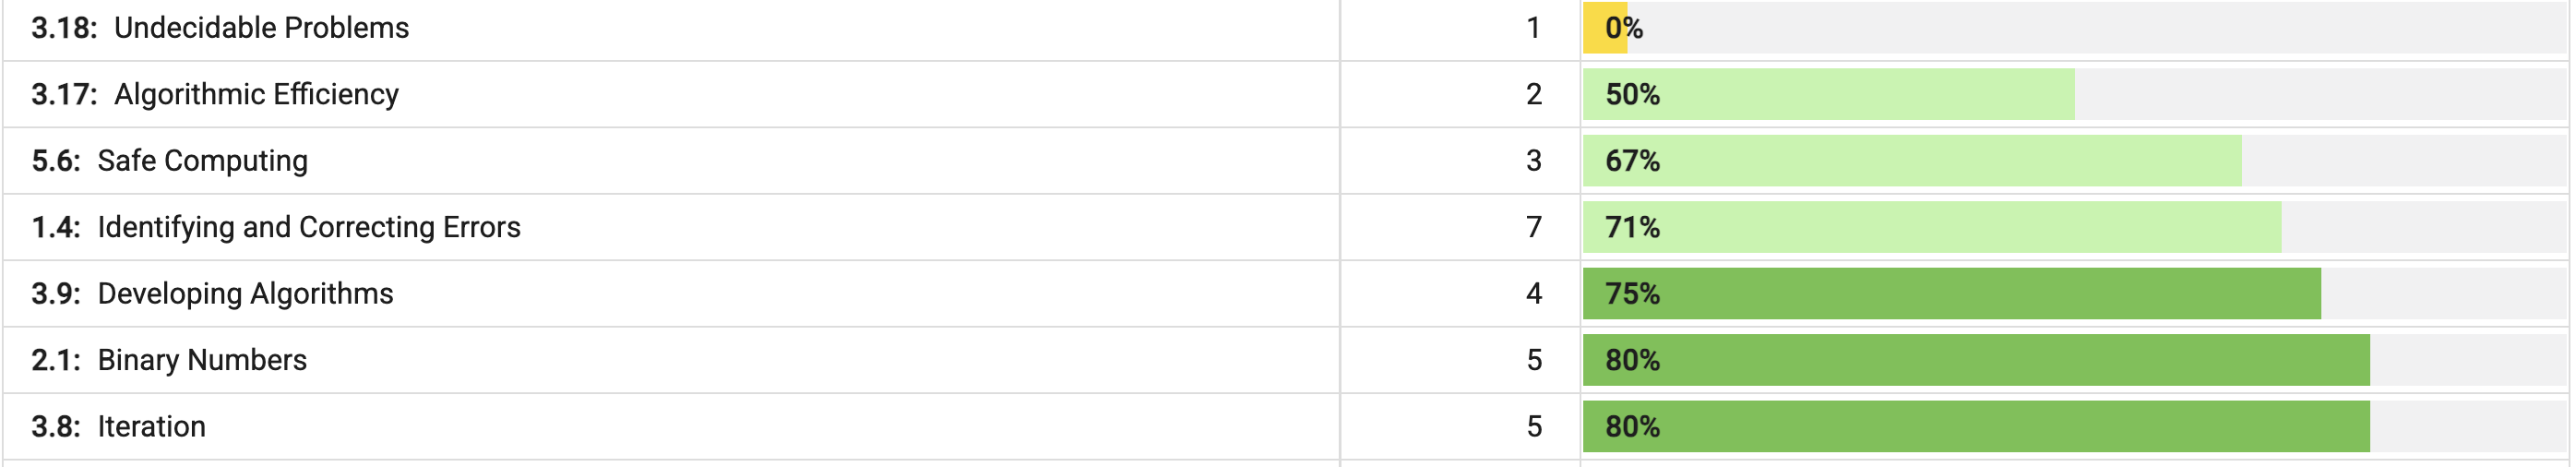 3.18: Undecidable Problems 1 0%
3.17: Algorithmic Efficiency 2 50%
5.6: Safe Computing 3 67%
1.4: Identifying and Correcting Errors 7 71%
3.9: Developing Algorithms 4 75%
2.1: Binary Numbers 5 80%
3.8: Iteration 5 80%